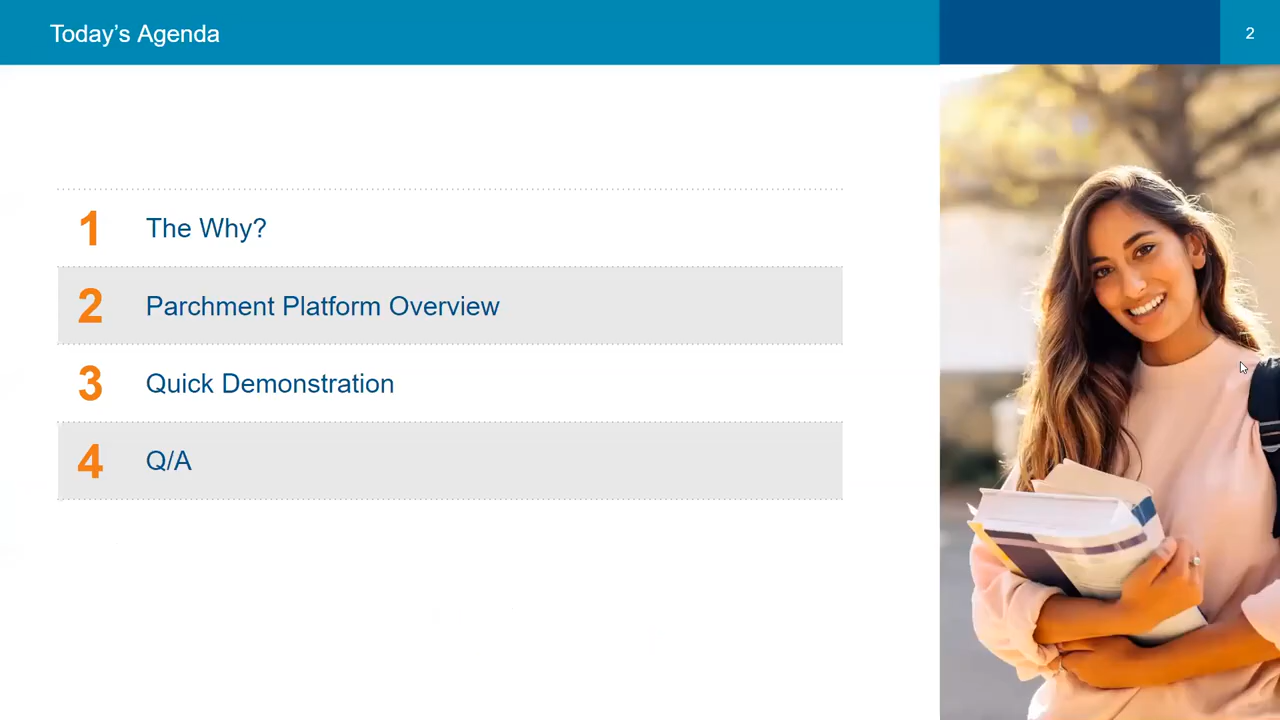 Today’s Agenda
2
1 The Why?
2 Parchment Platform Overview
3 Quick Demonstration
4 Q/A